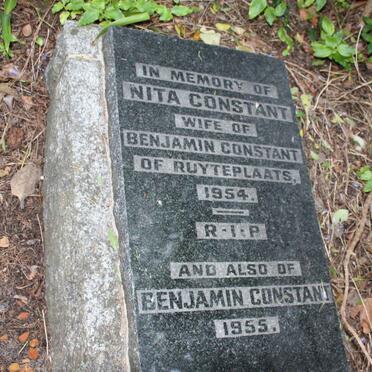 IN MEMORY OF
NITA CONSTANT
WIFE OF
BENJAMIN CONSTANT
OF RUYTEPLAATS,
1954.
R·I·P
AND ALSO OF
BENJAMIN CONSTANT
1955.